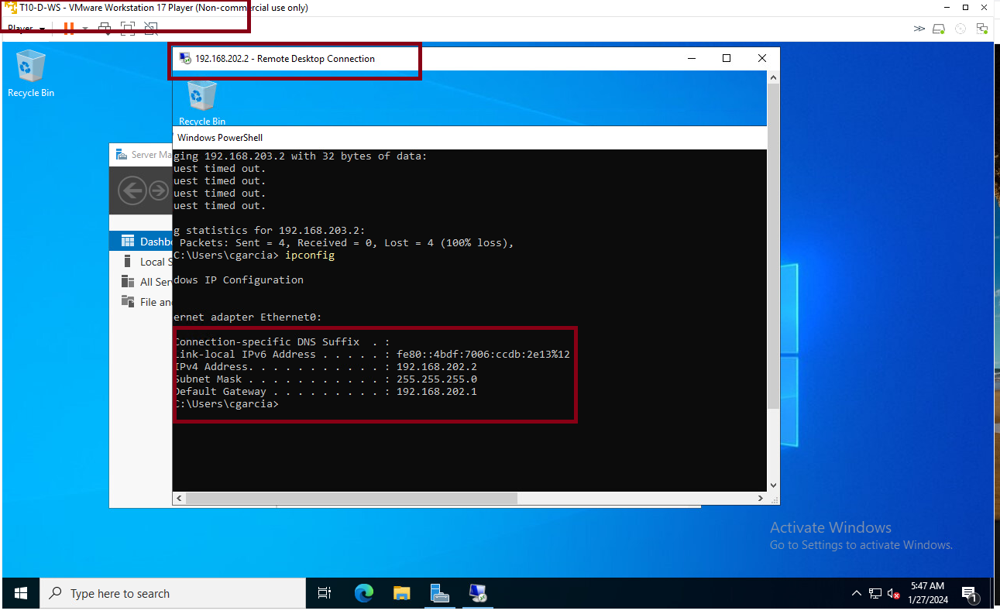 T10-D-WS - VMware Workstation 17 Player (Non-commercial use only)
Player
192.168.202.2 - Remote Desktop Connection
Recycle Bin
Recycle Bin
Windows PowerShell
ging 192.168.203.2 with 32 bytes of data:
uest timed out.
uest timed out.
uest timed out.
uest timed out.
g statistics for 192.168.203.2:
Packets: Sent = 4, Received = 0, Lost = 4 (100% loss),
C:\Users\cgarcia> ipconfig
dows IP Configuration
ernet adapter Ethernet0:
Connection-specific DNS Suffix . :
Link-local IPv6 Address . . . . . : fe80::4bdf:7006:ccdb:2e13%12
IPv4 Address. . . . . . . . . . . : 192.168.202.2
Subnet Mask . . . . . . . . . . . : 255.255.255.0
Default Gateway . . . . . . . . . : 192.168.202.1
C:\Users\cgarcia>
Server Ma
Dashbo
Local S
All Serv
File an
Activate Windows
Go to Settings to activate Windows.
Type here to search
5:47 AM
1/27/2024
1